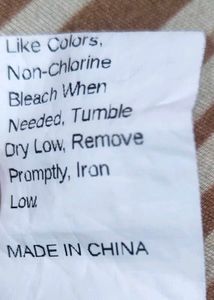 Like Colors,
Non-Chlorine
Bleach When
Needed, Tumble
Dry Low, Remove
Promptly, Iron
Low
MADE IN CHINA